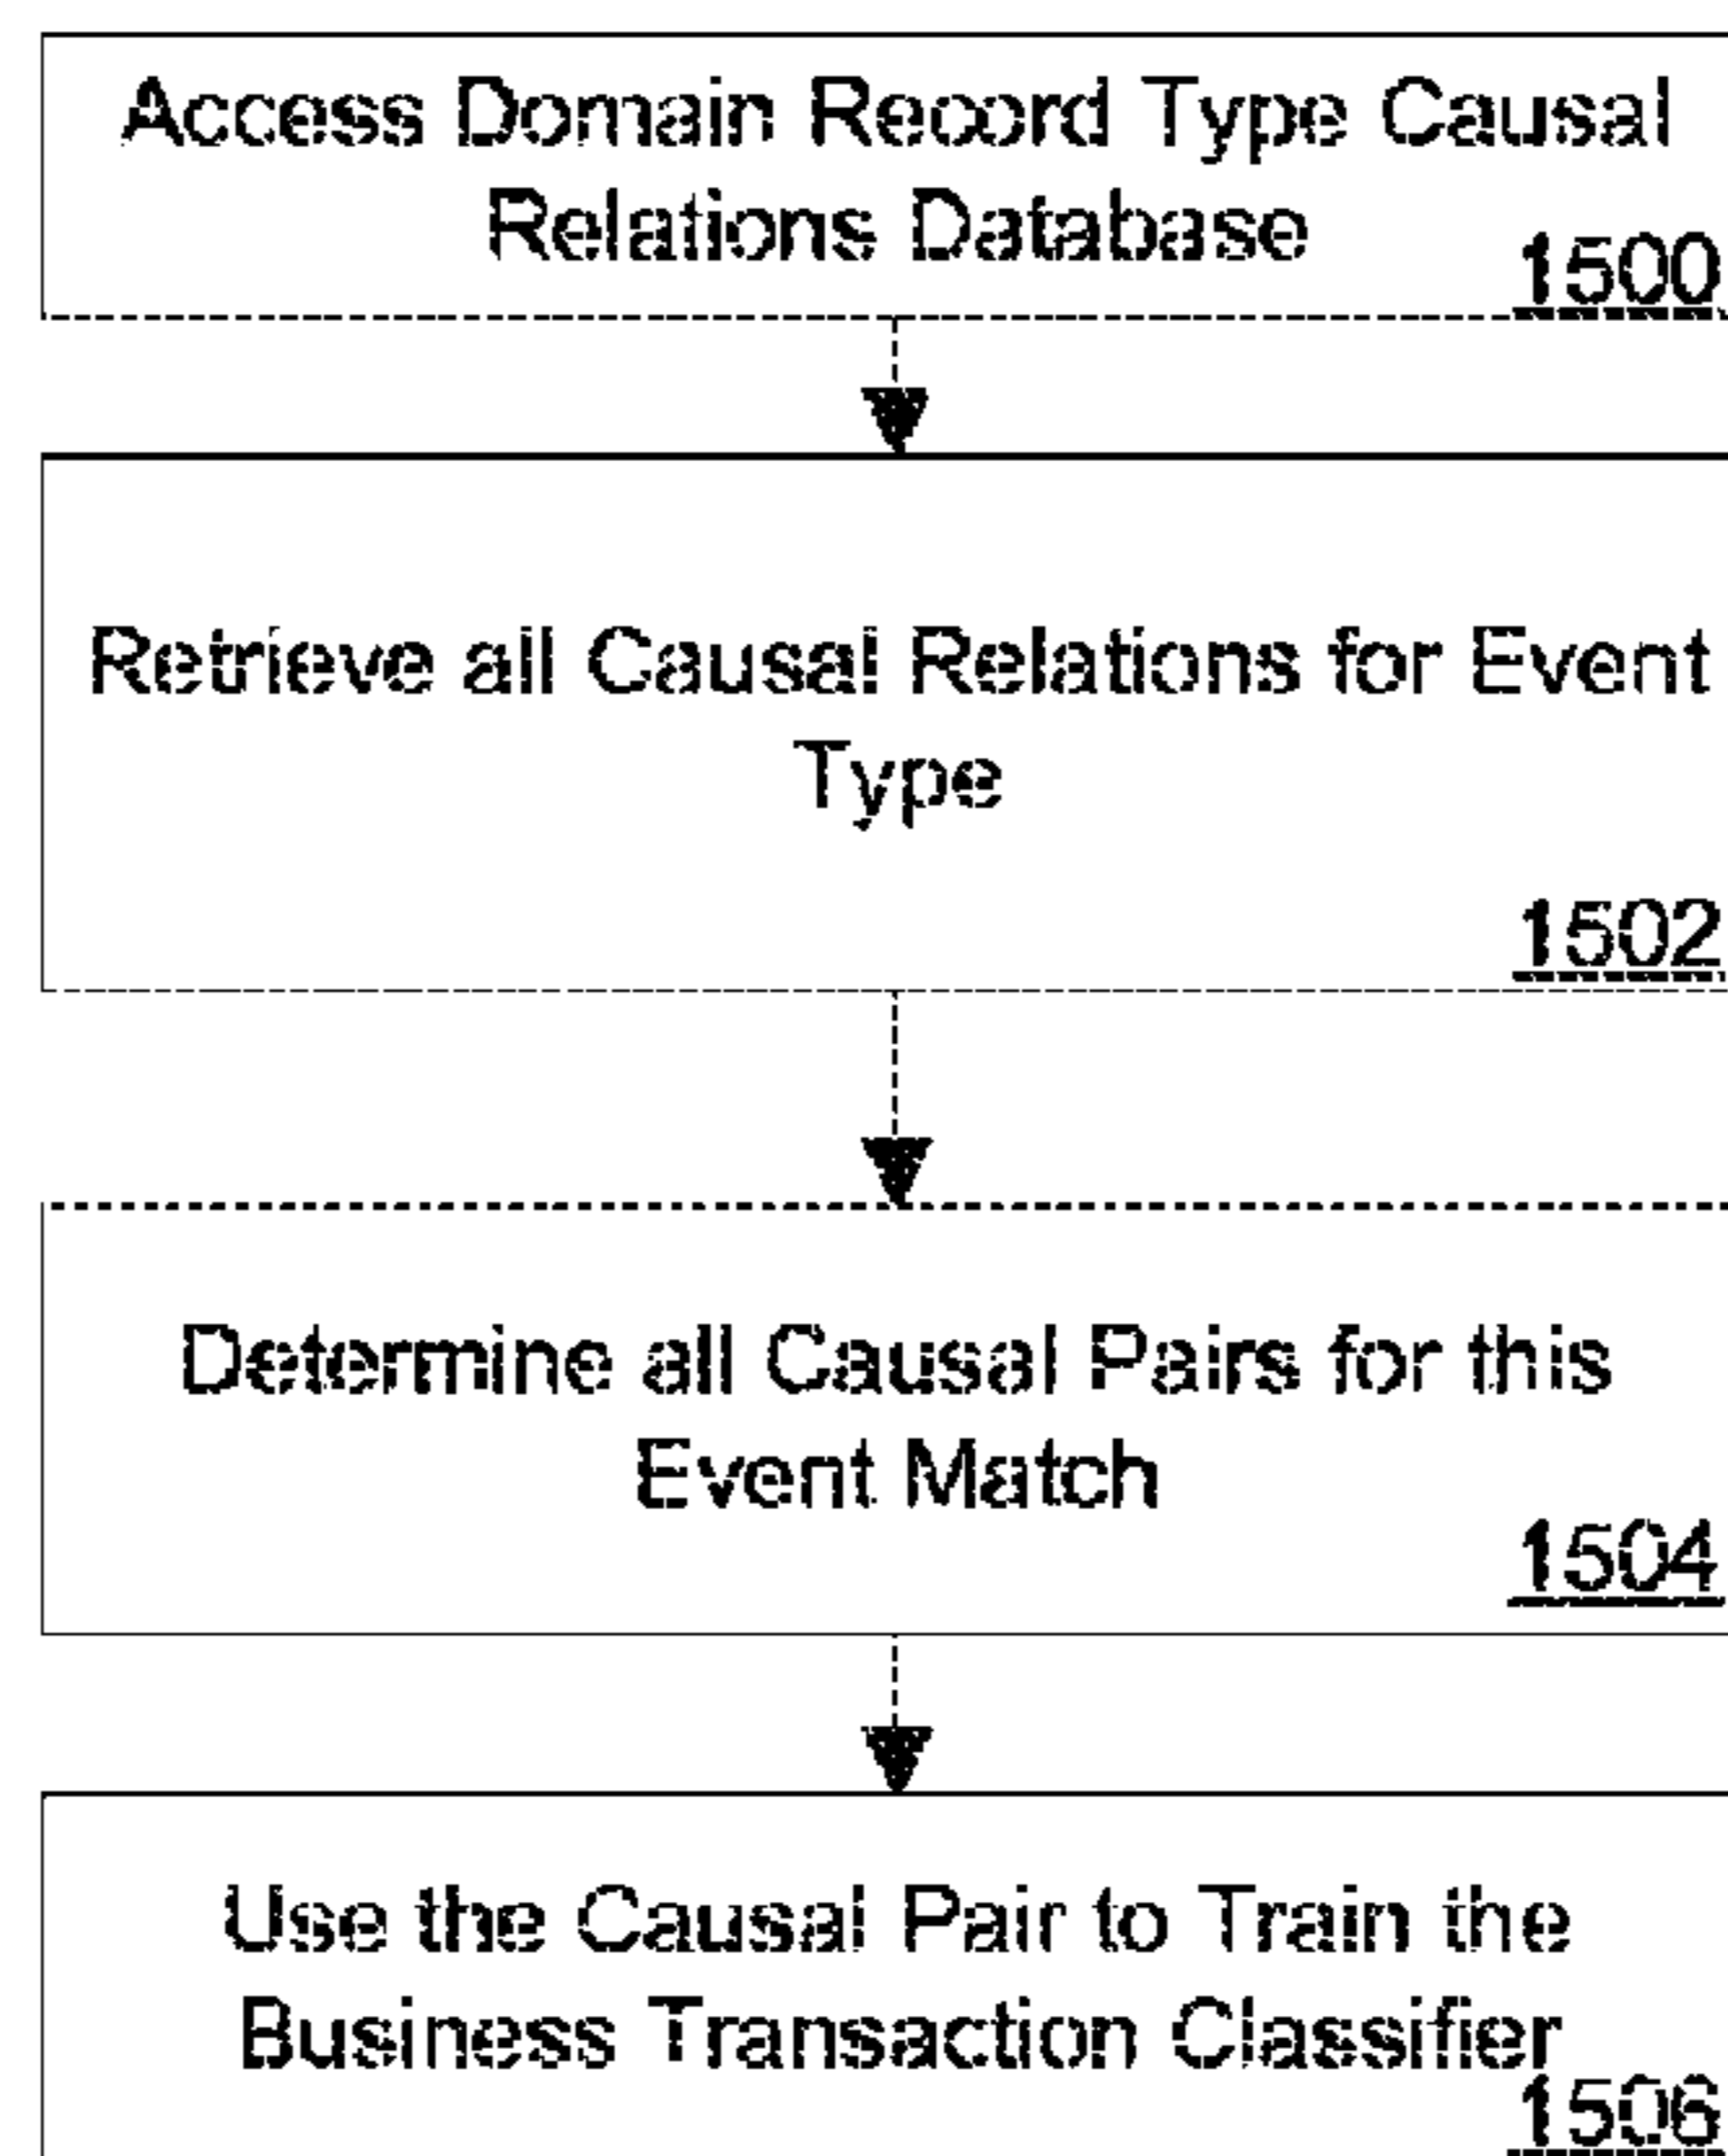 Access Domain Record Type Causal
Relations Database
1500
Retrieve all Causal Relations for Event
Type
1502
Determine all Causal Pairs for this
Event Match
1504
Use the Causal Pair to Train the
Business Transaction Classifier
1506